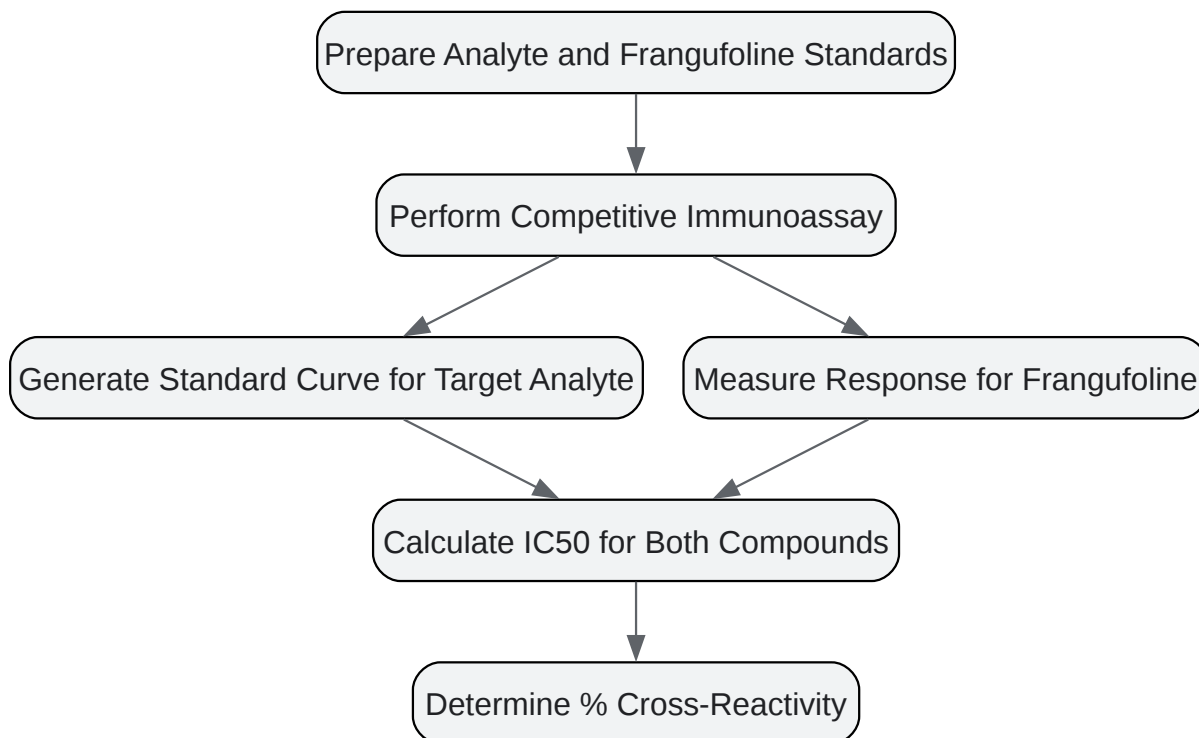 Prepare Analyte and Frangufoline Standards
Perform Competitive Immunoassay
Generate Standard Curve for Target Analyte
Measure Response for Frangufoline
Calculate IC50 for Both Compounds
Determine % Cross-Reactivity